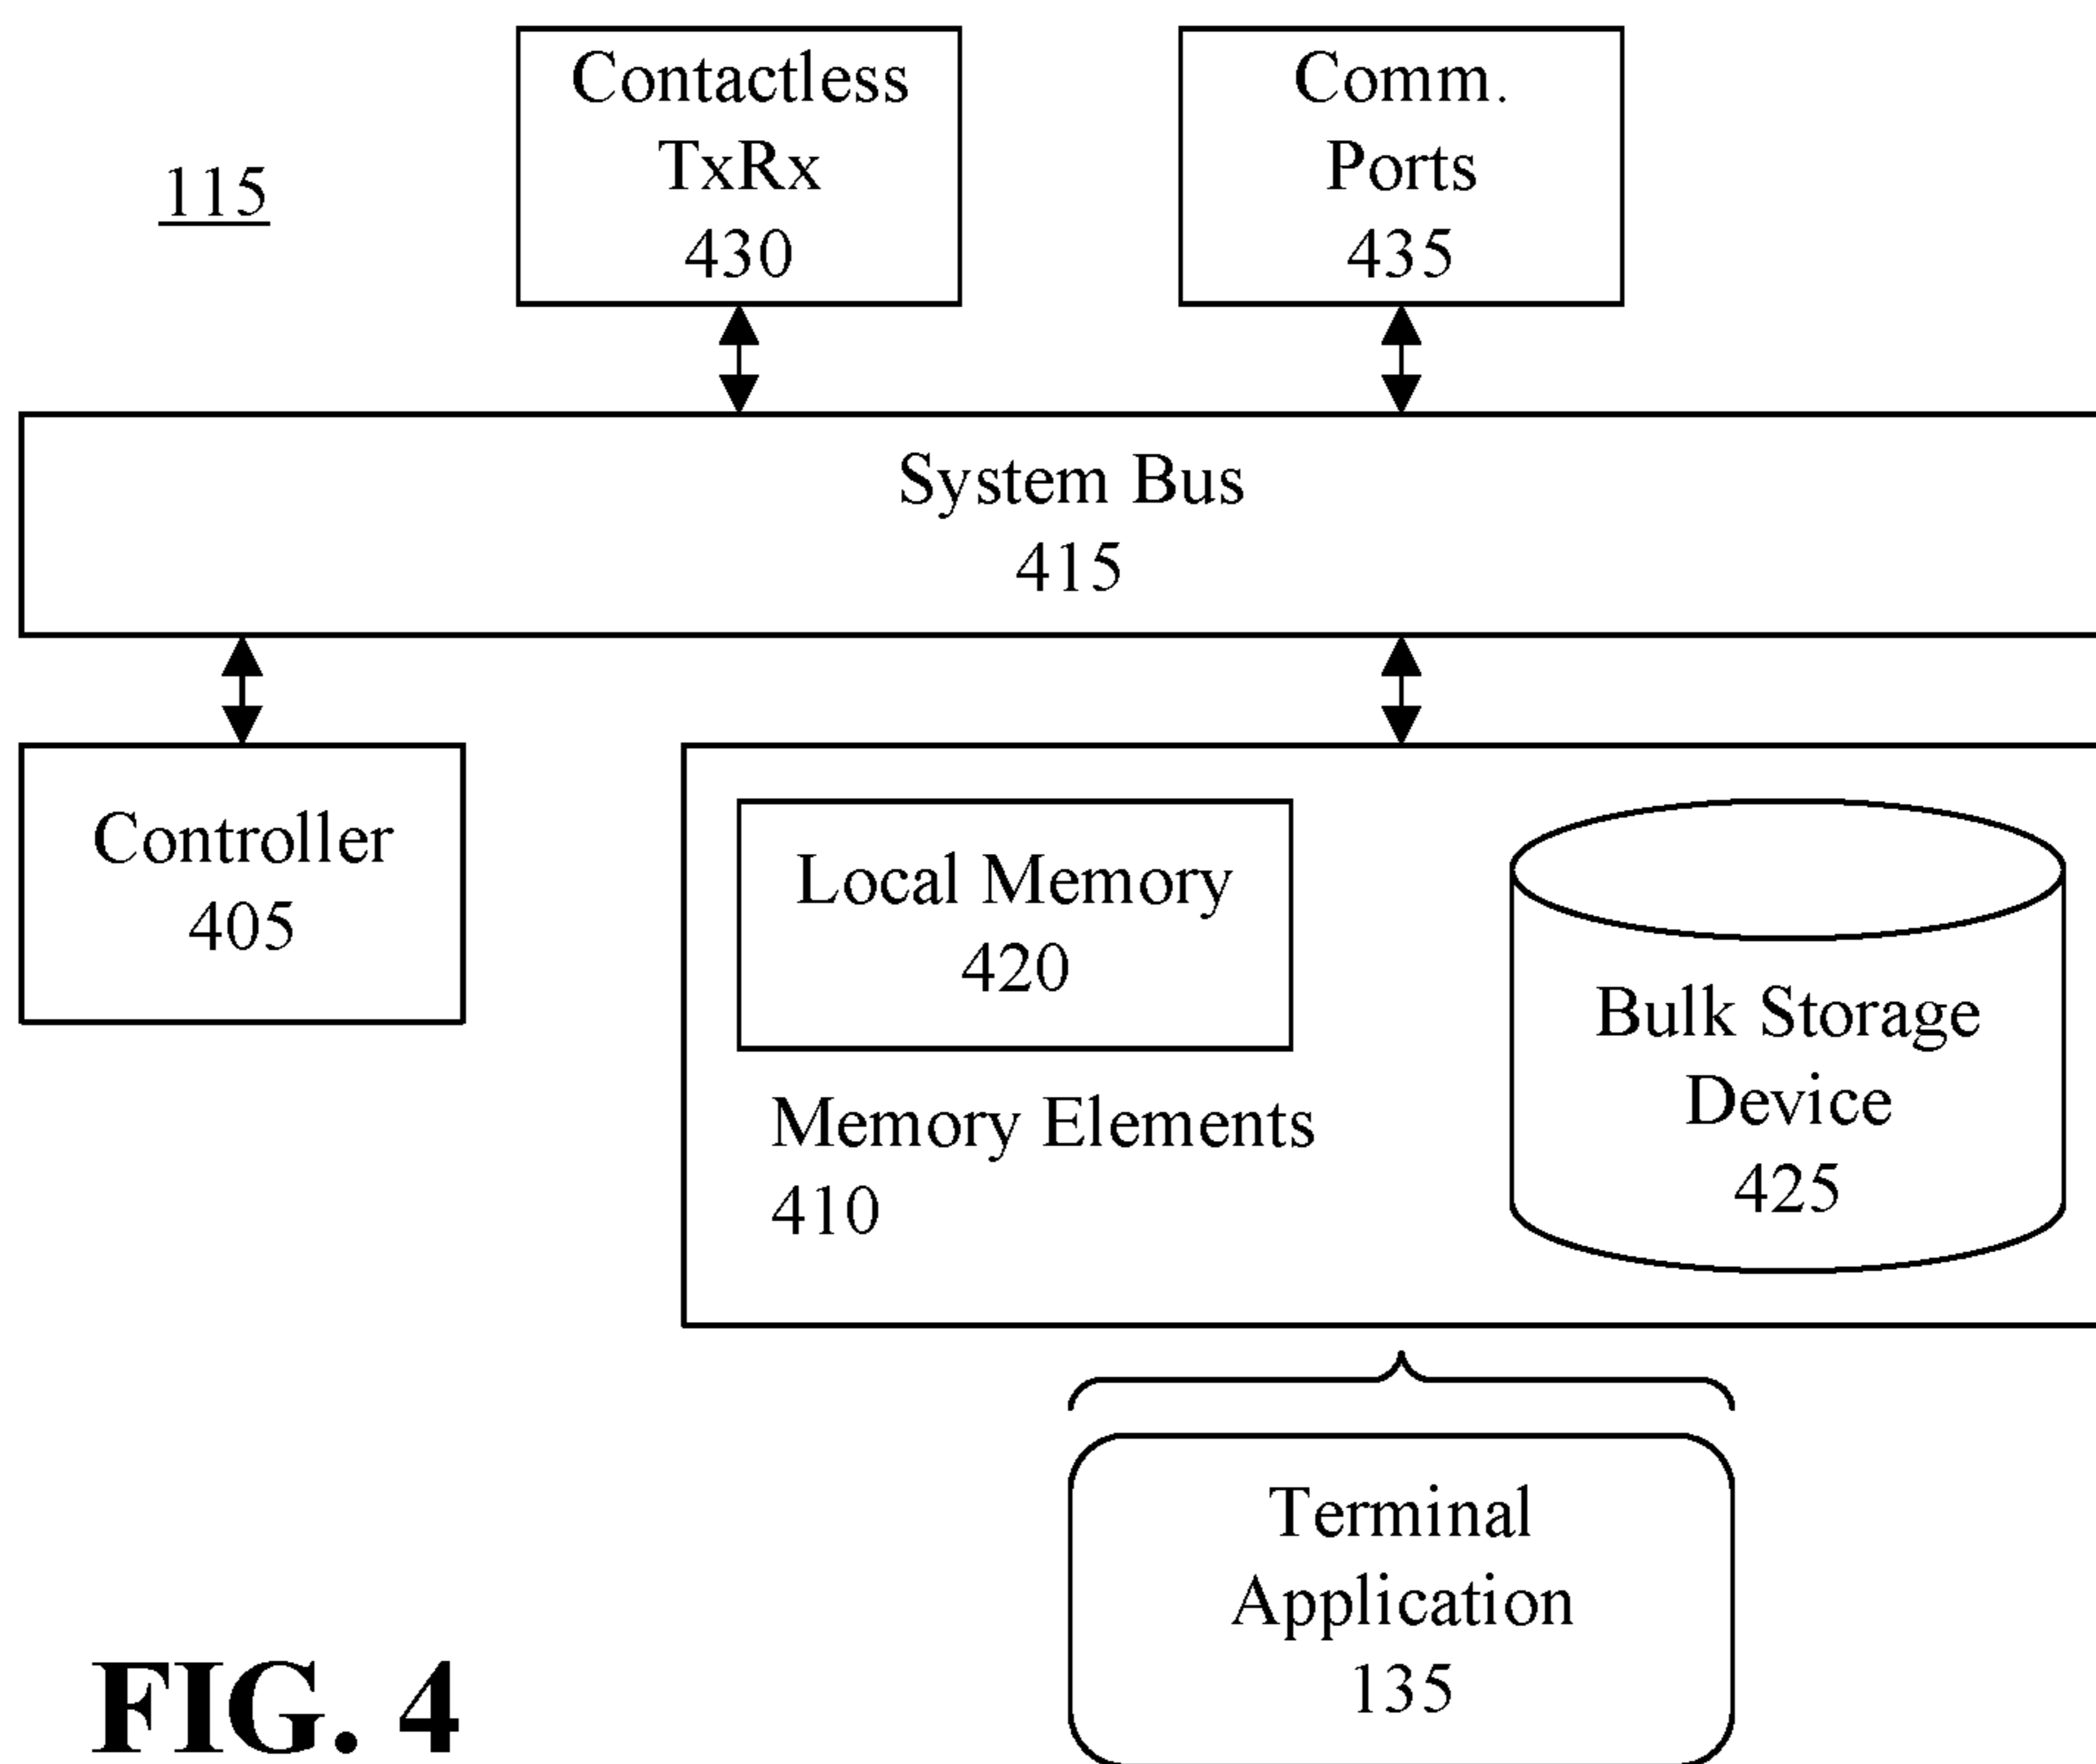 115
Contactless
TxRx
430
Comm.
Ports
435
System Bus
415
Controller
405
Local Memory
420
Memory Elements
410
Bulk Storage
Device
425
Terminal
Application
135
FIG. 4